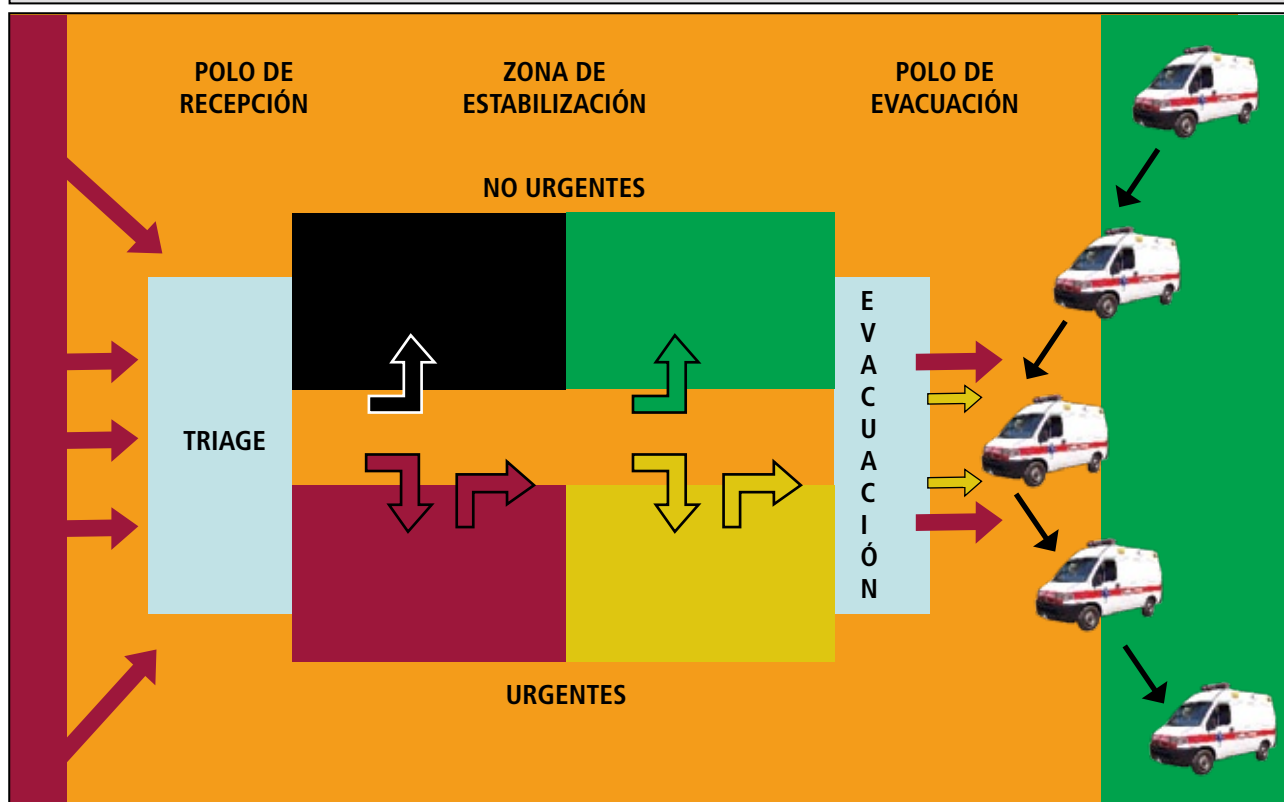 POLO DE
RECEPCIÓN
ZONA DE
ESTABILIZACIÓN
POLO DE
EVACUACIÓN
NO URGENTES
TRIAGE
E
V
A
C
U
A
C
I
Ó
N
URGENTES